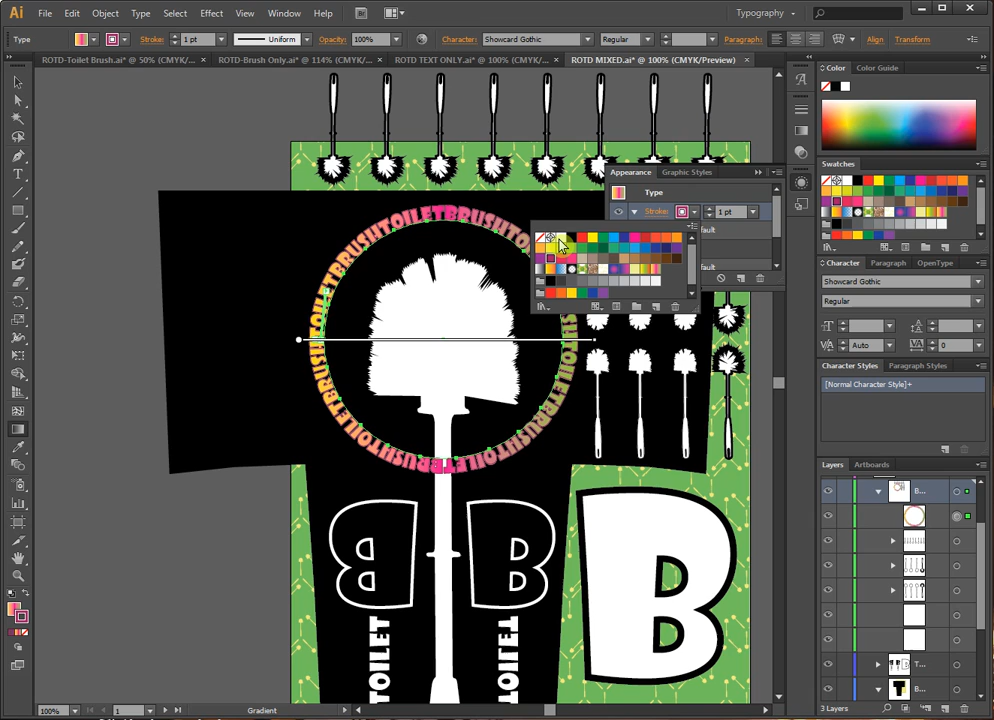 Ai File Edit Object Type Select Effect View Window Help Br Typography
Type Stroke: 1 pt Uniform Opacity: 100% Character: Showcard Gothic Regular Paragraph: Align Transform
ROTD-Toilet Brush.ai* @ 50% (CMYK/... × ROTD-Brush Only.ai* @ 114% (CMYK/... × ROTD TEXT ONLY.ai* @ 100% (CMYK/... × ROTD MIXED.ai* @ 100% (CMYK/Preview) ×
Color Color Guide
Swatches
Appearance Graphic Styles
Type
Stroke: 1 pt
fault
fault
TOILETBRUSHTOILETBRUSHTOILETBRUSHTOILETBRUSHTOILETBRUSHTOILETBRUSH
B B B
TOILET TOILET
Character Paragraph OpenType
Showcard Gothic
Regular
Auto 0
Character Styles Paragraph Styles
[Normal Character Style]+
Layers Artboards
B...
T...
B...
3 Layers
100% 1 Gradient